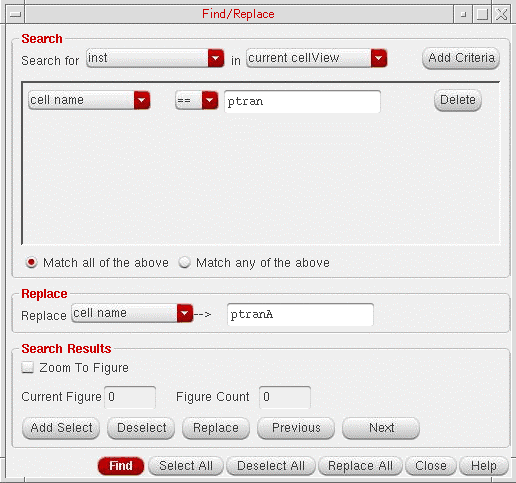 Find/Replace
Search
Search for inst in current cellView Add Criteria
cell name == ptran Delete
Match all of the above Match any of the above
Replace
Replace cell name --> ptranA
Search Results
Zoom To Figure
Current Figure 0 Figure Count 0
Add Select Deselect Replace Previous Next
Find Select All Deselect All Replace All Close Help